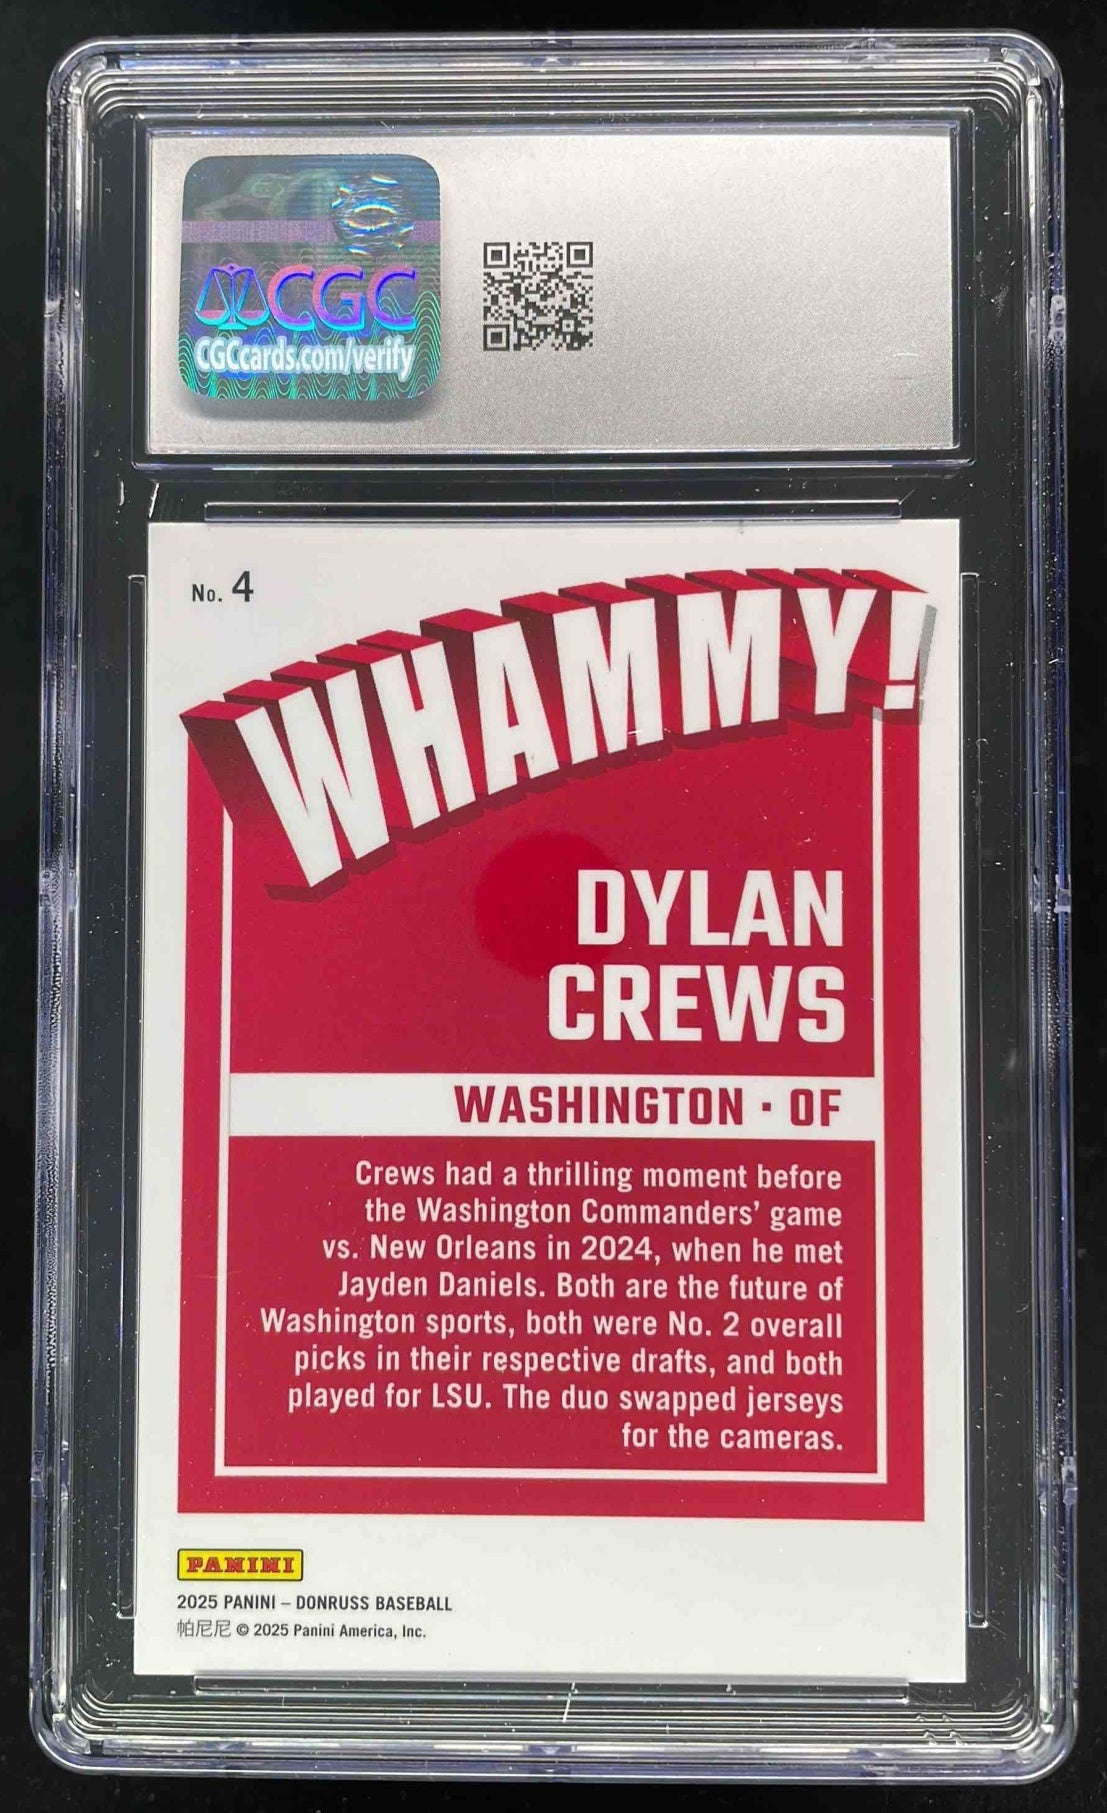 CGC
CGCcards.com/verify
No. 4
WHAMMY!
DYLAN
CREWS
WASHINGTON · OF
Crews had a thrilling moment before
the Washington Commanders’ game
vs. New Orleans in 2024, when he met
Jayden Daniels. Both are the future of
Washington sports, both were No. 2 overall
picks in their respective drafts, and both
played for LSU. The duo swapped jerseys
for the cameras.
PANINI
2025 PANINI – DONRUSS BASEBALL
帕尼尼 © 2025 Panini America, Inc.